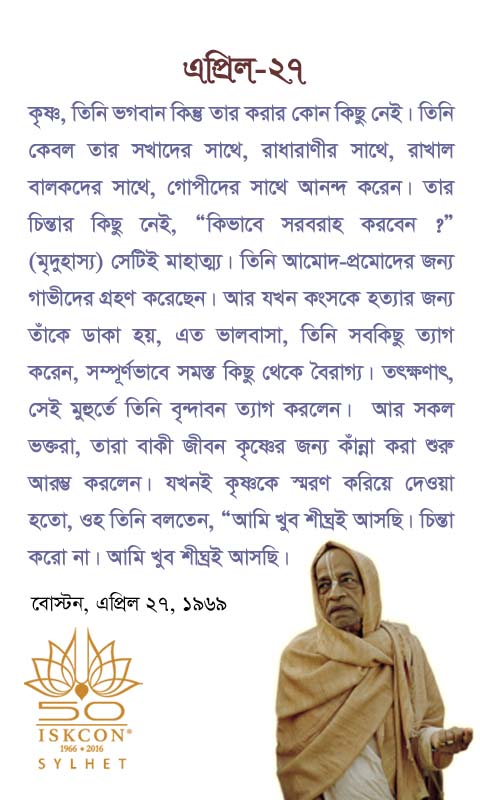 এপ্রিল-২৭
কৃষ্ণ, তিনি ভগবান কিন্তু তার করার কোন কিছু নেই। তিনি
কেবল তার সখাদের সাথে, রাধারাণীর সাথে, রাখাল
বালকদের সাথে, গোপীদের সাথে আনন্দ করেন। তার
চিন্তার কিছু নেই, “কিভাবে সরবরাহ করবেন ?”
(মৃদুহাস্য) সেটিই মাহাত্ম্য। তিনি আমোদ-প্রমোদের জন্য
গাভীদের গ্রহণ করেছেন। আর যখন কংসকে হত্যার জন্য
তাঁকে ডাকা হয়, এত ভালবাসা, তিনি সবকিছু ত্যাগ
করেন, সম্পূর্ণভাবে সমস্ত কিছু থেকে বৈরাগ্য। তৎক্ষণাৎ,
সেই মুহুর্তে তিনি বৃন্দাবন ত্যাগ করলেন। আর সকল
ভক্তরা, তারা বাকী জীবন কৃষ্ণের জন্য কাঁন্না করা শুরু
আরম্ভ করলেন। যখনই কৃষ্ণকে স্মরণ করিয়ে দেওয়া
হতো, ওহ তিনি বলতেন, “আমি খুব শীঘ্রই আসছি। চিন্তা
করো না। আমি খুব শীঘ্রই আসছি।
বোস্টন, এপ্রিল ২৭, ১৯৬৯
50
ISKCON®
1966 • 2016
SYLHET